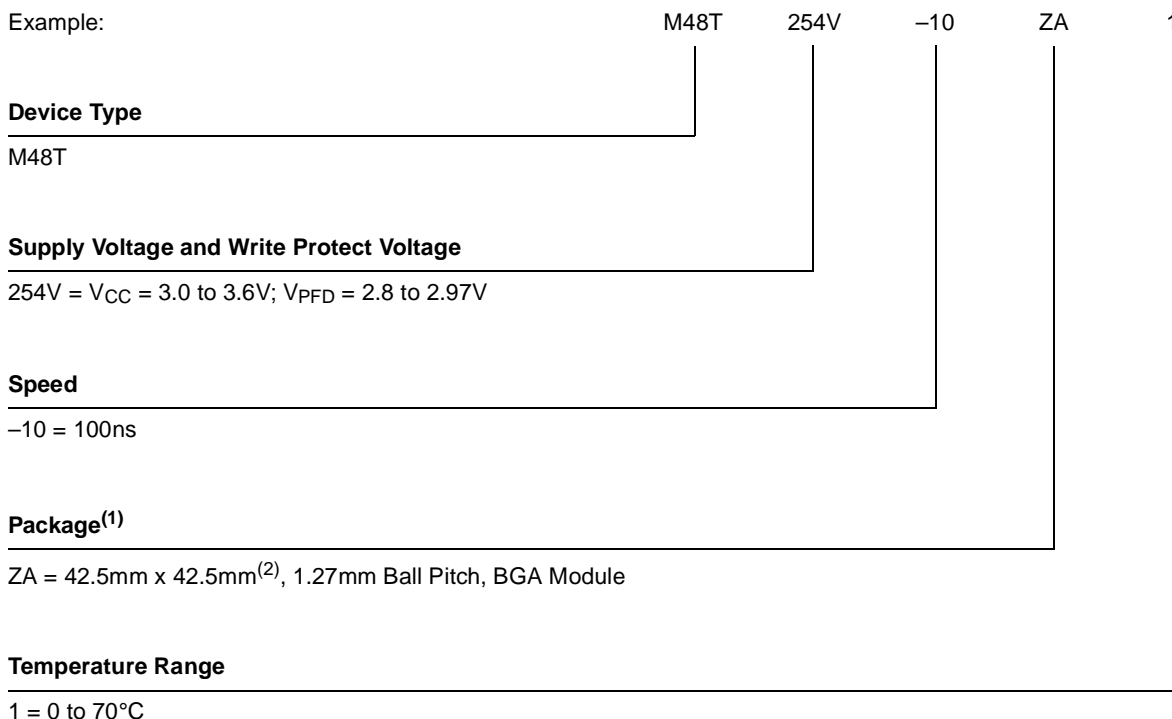 Example: M48T 254V –10 ZA 1
Device Type
M48T
Supply Voltage and Write Protect Voltage
254V = VCC = 3.0 to 3.6V; VPFD = 2.8 to 2.97V
Speed
–10 = 100ns
Package(1)
ZA = 42.5mm x 42.5mm(2), 1.27mm Ball Pitch, BGA Module
Temperature Range
1 = 0 to 70°C